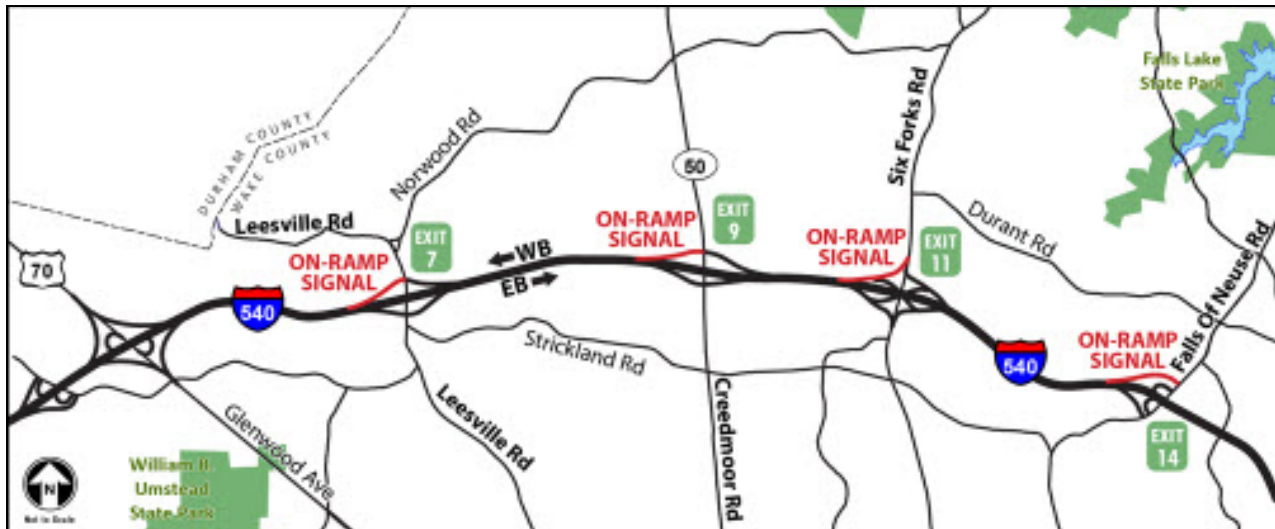 Falls Lake
State Park
DURHAM COUNTY
WAKE COUNTY
Norwood Rd
Six Forks Rd
50
Leesville Rd
ON-RAMP
SIGNAL
EXIT
9
Durant Rd
EXIT
7
ON-RAMP
SIGNAL
EXIT
11
70
ON-RAMP
SIGNAL
WB
EB
540
Falls Of Neuse Rd
Strickland Rd
ON-RAMP
SIGNAL
540
Creedmoor Rd
Leesville Rd
Glenwood Ave
EXIT
14
William B.
Umstead
State Park
N
Not to Scale